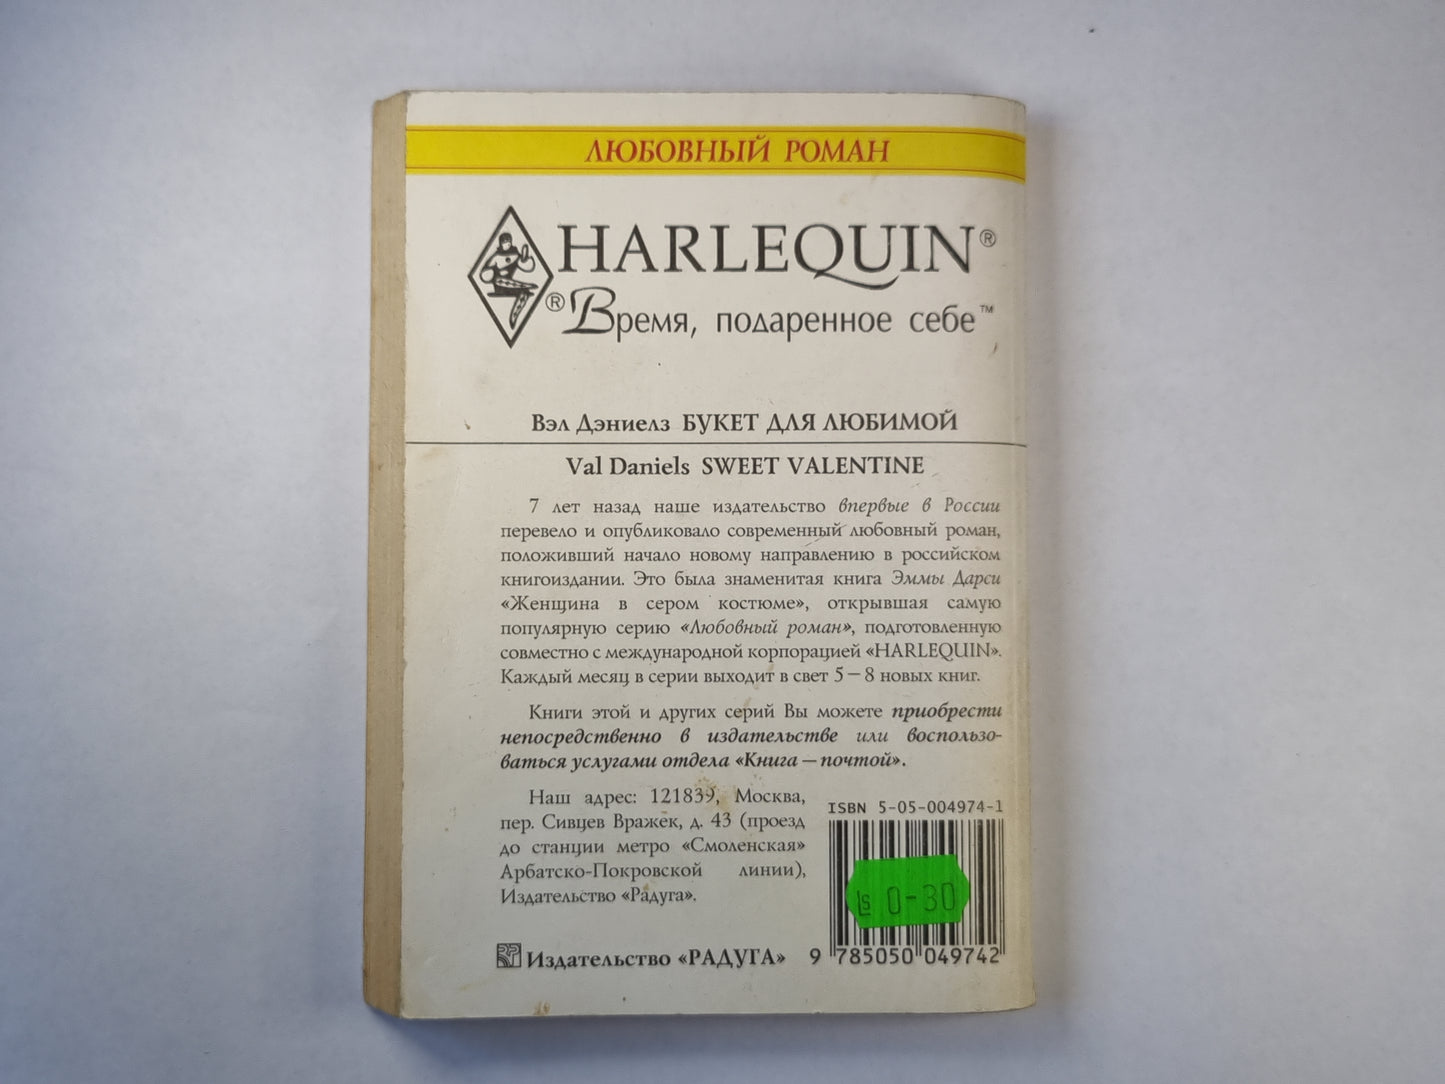 ЛЮБОВНЫЙ РОМАН
HARLEQUIN®
® Время, подаренное себе™
Вэл Дэниелз БУКЕТ ДЛЯ ЛЮБИМОЙ
Val Daniels SWEET VALENTINE
7 лет назад наше издательство впервые в России
перевело и опубликовало современный любовный роман,
положивший начало новому направлению в российском
книгоиздании. Это была знаменитая книга Эммы Дарси
«Женщина в сером костюме», открывшая самую
популярную серию «Любовный роман», подготовленную
совместно с международной корпорацией «HARLEQUIN».
Каждый месяц в серии выходит в свет 5 – 8 новых книг.
Книги этой и других серий Вы можете приобрести
непосредственно в издательстве или воспользо-
ваться услугами отдела «Книга – почтой».
Наш адрес: 121839, Москва,
пер. Сивцев Вражек, д. 43 (проезд
до станции метро «Смоленская»
Арбатско-Покровской линии),
Издательство «Радуга».
ISBN 5-05-004974-1
Ls 0-30
Издательство «РАДУГА»
9 785050 049742